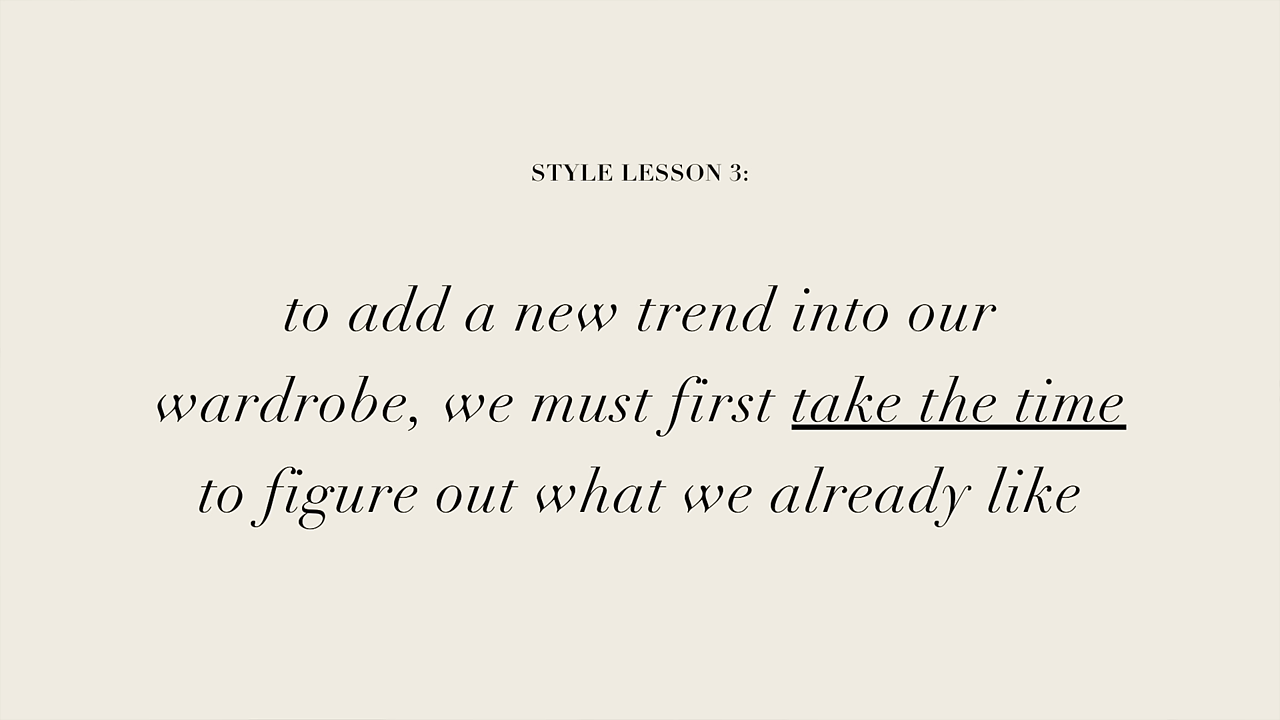 STYLE LESSON 3:
to add a new trend into our
wardrobe, we must first take the time
to figure out what we already like